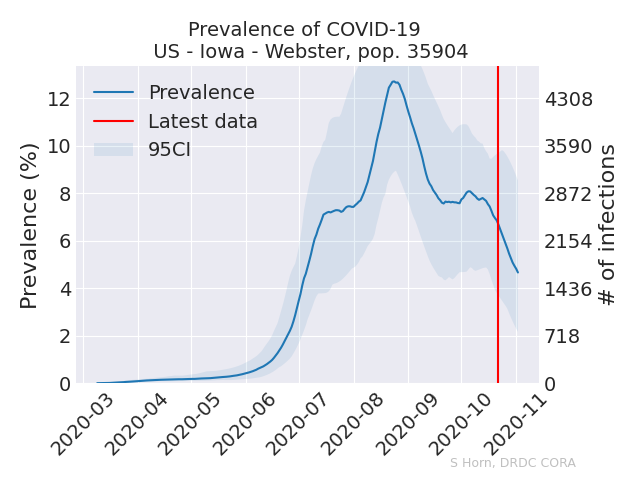 Prevalence of COVID-19
US - Iowa - Webster, pop. 35904
Prevalence
Latest data
95CI
Prevalence (%)
12
10
8
6
4
2
0
4308
3590
2872
2154
1436
718
0
# of infections
2020-03
2020-04
2020-05
2020-06
2020-07
2020-08
2020-09
2020-10
2020-11
S Horn, DRDC CORA